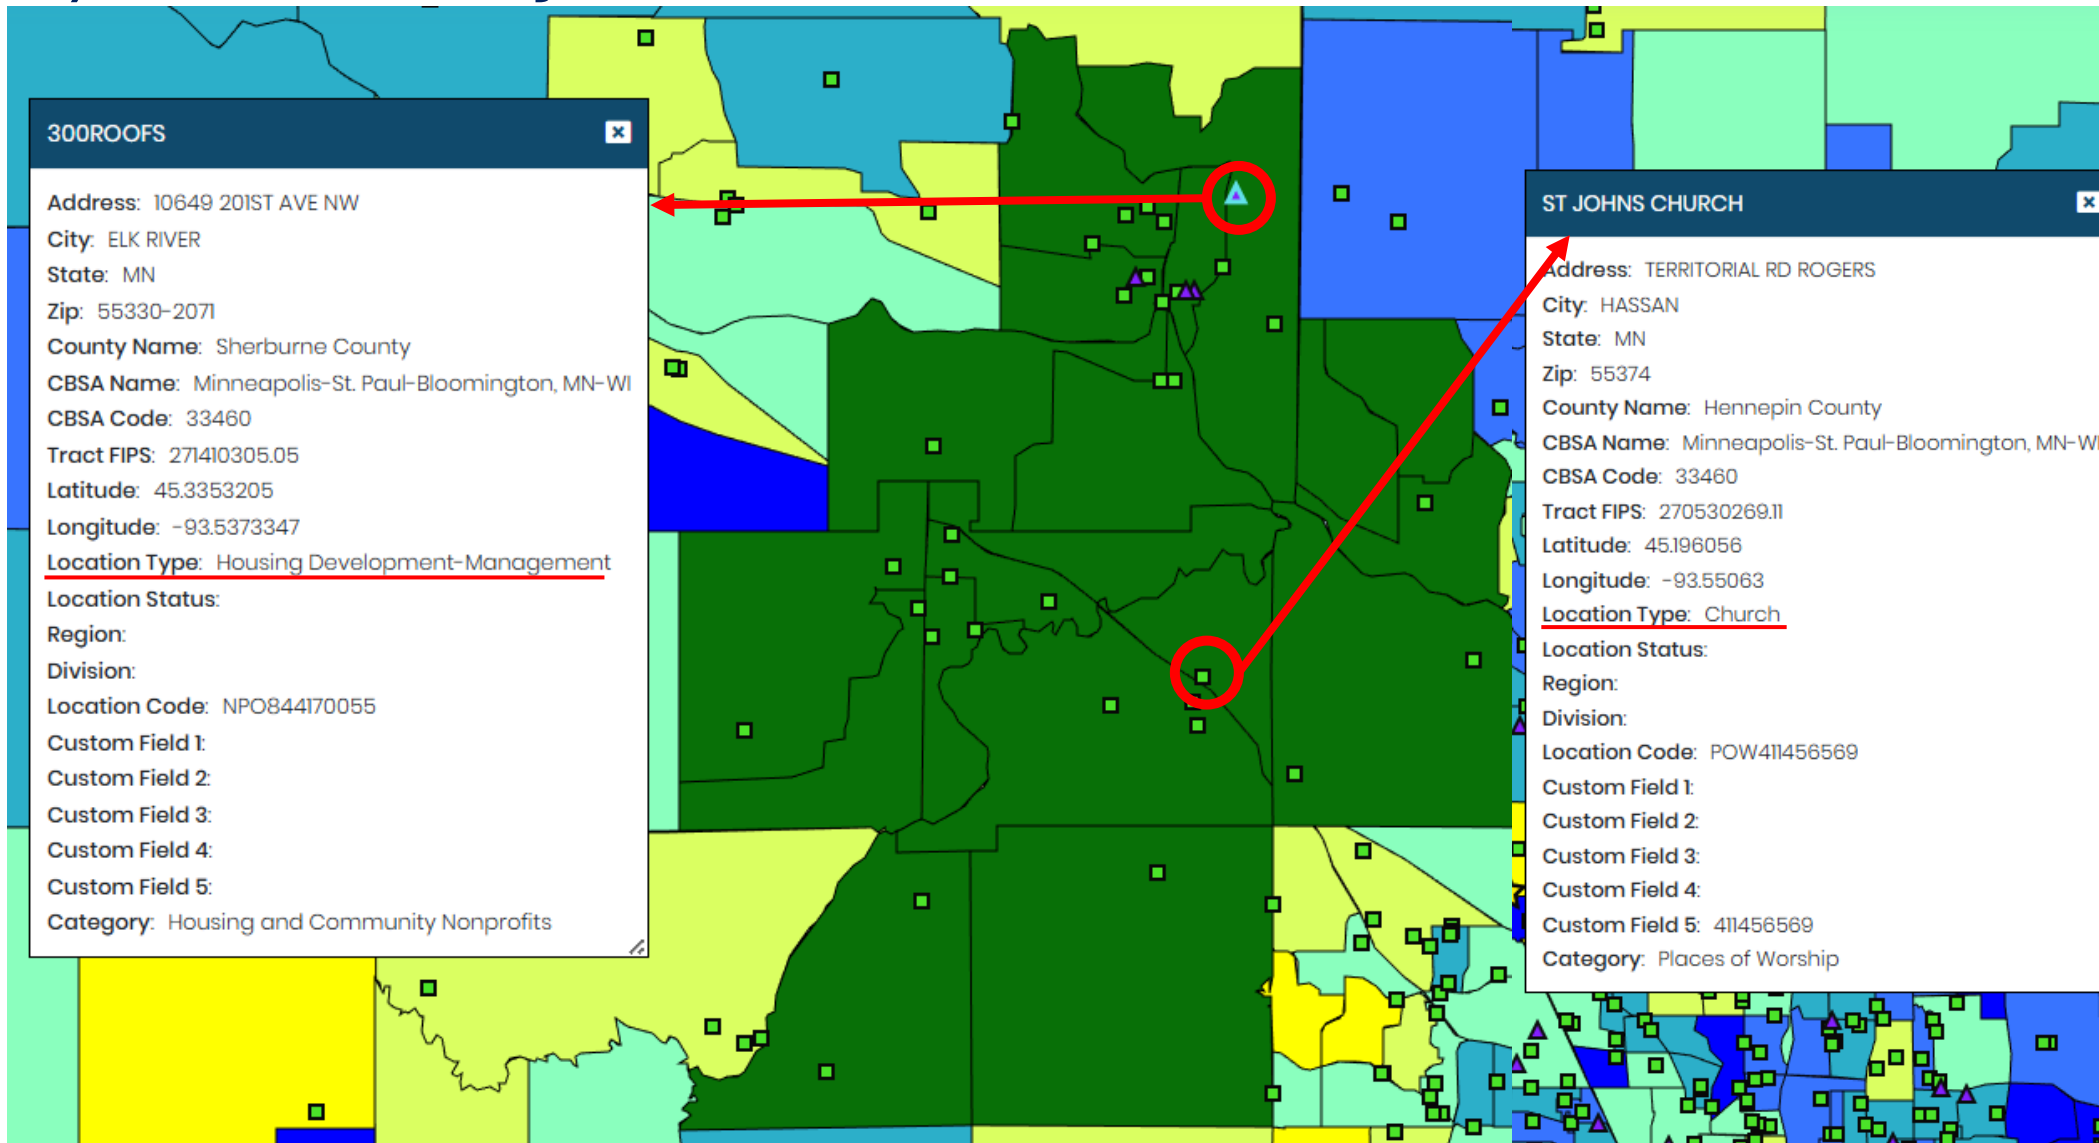 300ROOFS
Address: 10649 201ST AVE NW
City: ELK RIVER
State: MN
Zip: 55330-2071
County Name: Sherburne County
CBSA Name: Minneapolis-St. Paul-Bloomington, MN-WI
CBSA Code: 33460
Tract FIPS: 271410305.05
Latitude: 45.3353205
Longitude: -93.5373347
Location Type: Housing Development-Management
Location Status:
Region:
Division:
Location Code: NPO844170055
Custom Field 1:
Custom Field 2:
Custom Field 3:
Custom Field 4:
Custom Field 5:
Category: Housing and Community Nonprofits
ST JOHNS CHURCH
Address: TERRITORIAL RD ROGERS
City: HASSAN
State: MN
Zip: 55374
County Name: Hennepin County
CBSA Name: Minneapolis-St. Paul-Bloomington, MN-WI
CBSA Code: 33460
Tract FIPS: 270530269.11
Latitude: 45.196056
Longitude: -93.55063
Location Type: Church
Location Status:
Region:
Division:
Location Code: POW411456569
Custom Field 1:
Custom Field 2:
Custom Field 3:
Custom Field 4:
Custom Field 5: 411456569
Category: Places of Worship